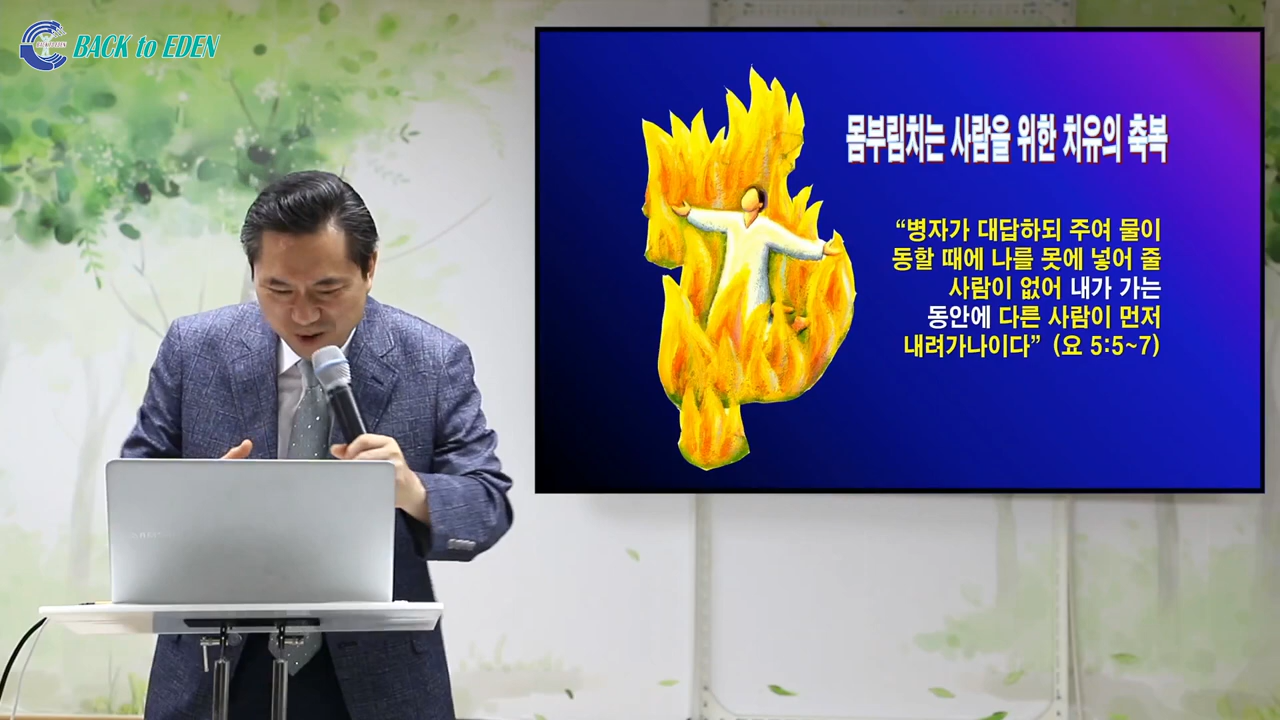 BACK to EDEN
몸부림치는 사람을 위한 치유의 축복
“병자가 대답하되 주여 물이
동할 때에 나를 못에 넣어 줄
사람이 없어 내가 가는
동안에 다른 사람이 먼저
내려가나이다” (요 5:5~7)